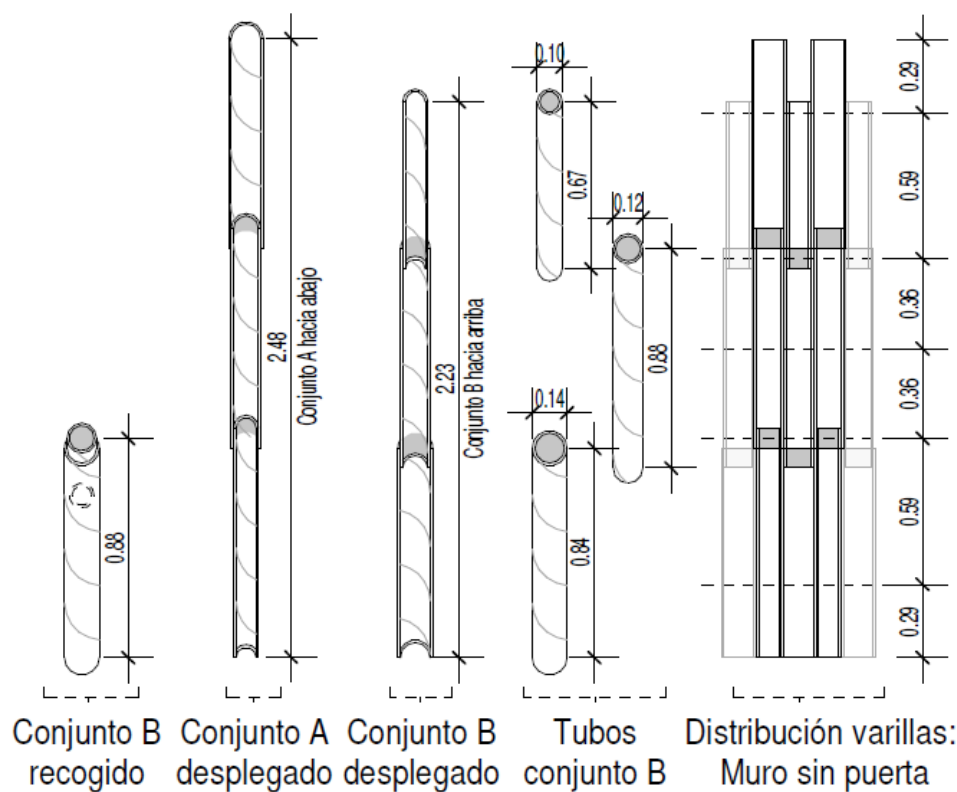 0.88
2.48
Conjunto A hacia abajo
2.23
Conjunto B hacia arriba
0.10
0.67
0.12
0.88
0.14
0.84
0.29
0.59
0.36
0.36
0.59
0.29
Conjunto B
recogido
Conjunto A
desplegado
Conjunto B
desplegado
Tubos
conjunto B
Distribución varillas:
Muro sin puerta